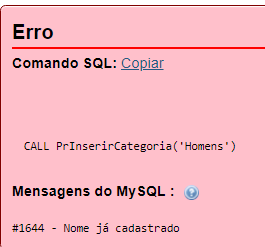 Erro
Comando SQL: Copiar
CALL PrInserirCategoria('Homens')
Mensagens do MySQL :
#1644 - Nome já cadastrado